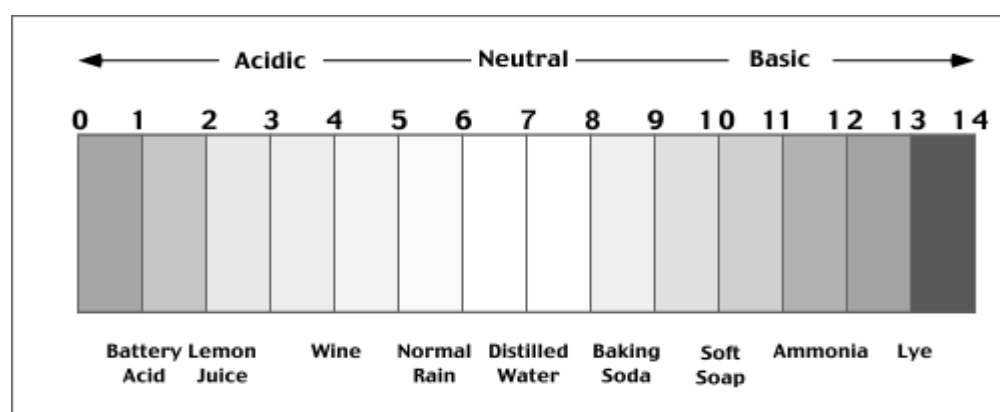 Acidic Neutral Basic
0 1 2 3 4 5 6 7 8 9 10 11 12 13 14
Battery Lemon Wine Normal Distilled Baking Soft Ammonia Lye
Acid Juice Rain Water Soda Soap